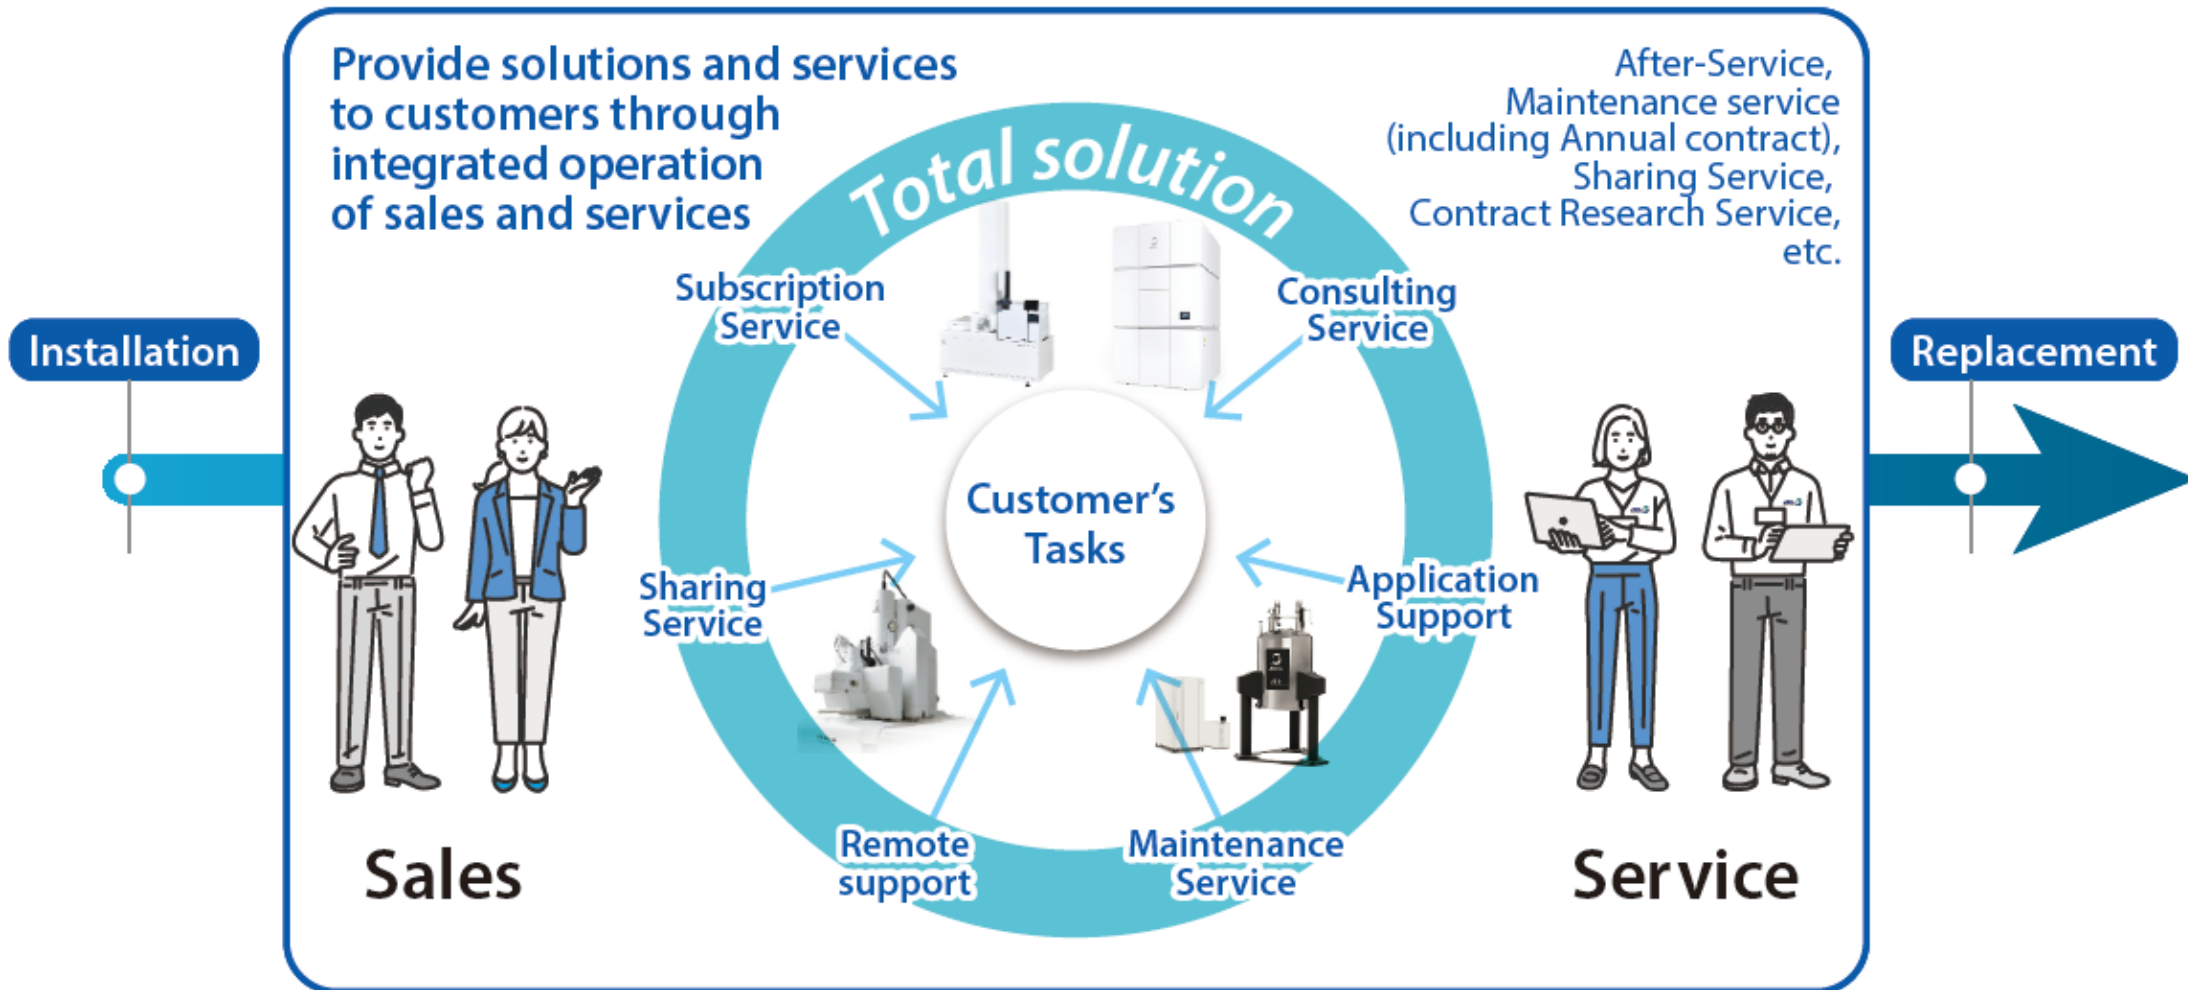 Provide solutions and services
to customers through
integrated operation
of sales and services
After-Service,
Maintenance service
(including Annual contract),
Sharing Service,
Contract Research Service,
etc.
Total solution
Subscription
Service
Consulting
Service
Installation
Replacement
Customer's
Tasks
Sharing
Service
Application
Support
Remote
support
Maintenance
Service
Sales
Service